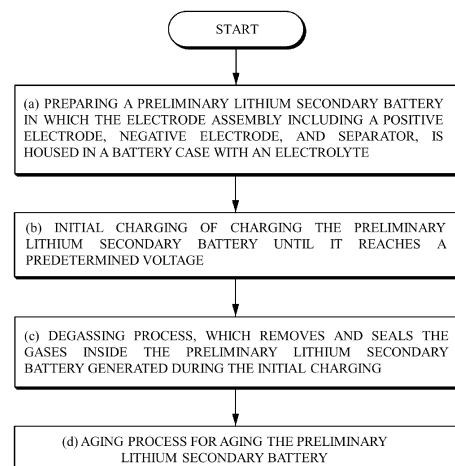 START
(a) PREPARING A PRELIMINARY LITHIUM SECONDARY BATTERY
IN WHICH THE ELECTRODE ASSEMBLY INCLUDING A POSITIVE
ELECTRODE, NEGATIVE ELECTRODE, AND SEPARATOR, IS
HOUSED IN A BATTERY CASE WITH AN ELECTROLYTE
(b) INITIAL CHARGING OF CHARGING THE PRELIMINARY
LITHIUM SECONDARY BATTERY UNTIL IT REACHES A
PREDETERMINED VOLTAGE
(c) DEGASSING PROCESS, WHICH REMOVES AND SEALS THE
GASES INSIDE THE PRELIMINARY LITHIUM SECONDARY
BATTERY GENERATED DURING THE INITIAL CHARGING
(d) AGING PROCESS FOR AGING THE PRELIMINARY
LITHIUM SECONDARY BATTERY